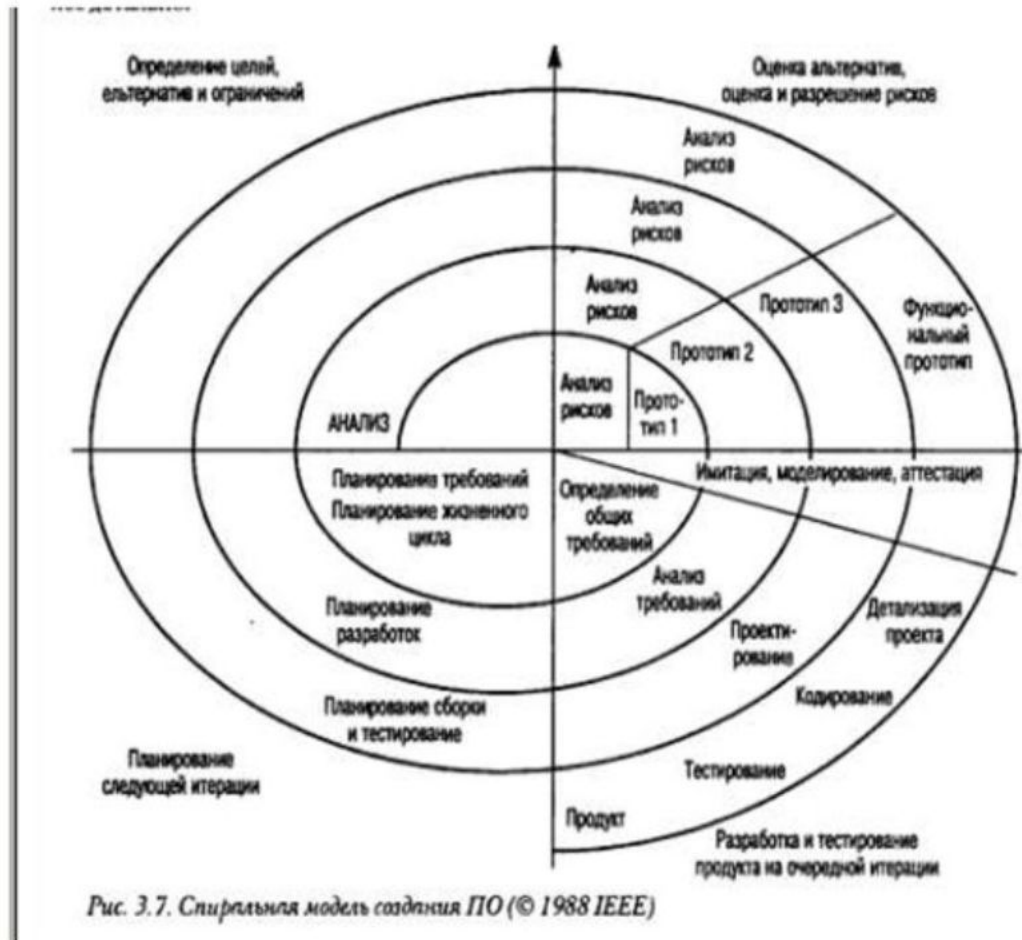 Определение целей,
ельтернатив и ограничений
Оценка альтернатив,
оценка и разрешение рисков
Анализ
рисков
Анализ
рисков
Анализ
рисков
Прототип 3
Функцио-
нальный
прототип
Прототип 2
Анализ
рисков
Прото-
тип 1
АНАЛИЗ
Планирование требований
Планирование жизненного
цикла
Определение
общих
требований
Имитация, моделирование, аттестация
Анализ
требований
Планирование
разработок
Детализация
проекта
Проекти-
рование
Кодирование
Планирование сборки
и тестирование
Планирование
следующей итерации
Тестирование
Продукт
Разработка и тестирование
продукта на очередной итерации
Рис. 3.7. Спиральная модель создания ПО (© 1988 IEEE)